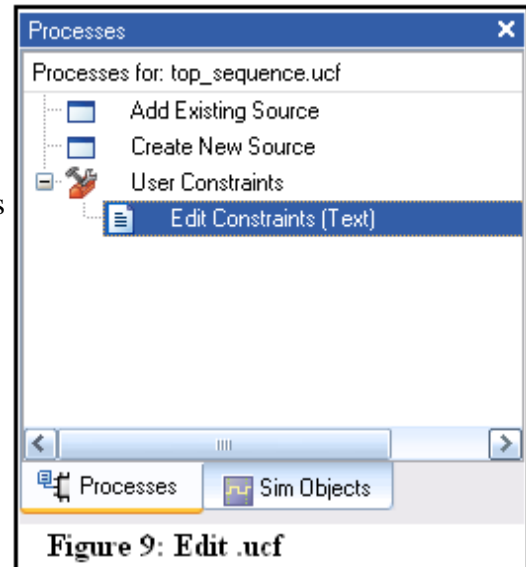 Processes
Processes for: top_sequence.ucf
Add Existing Source
Create New Source
User Constraints
s
Edit Constraints (Text)
Processes
Sim Objects
Figure 9: Edit .ucf